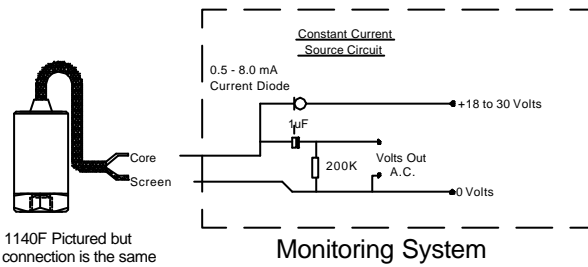 Constant Current
Source Circuit
0.5 - 8.0 mA
Current Diode
+18 to 30 Volts
1uF
Core
200K
Volts Out
A.C.
Screen
0 Volts
1140F Pictured but
connection is the same
Monitoring System